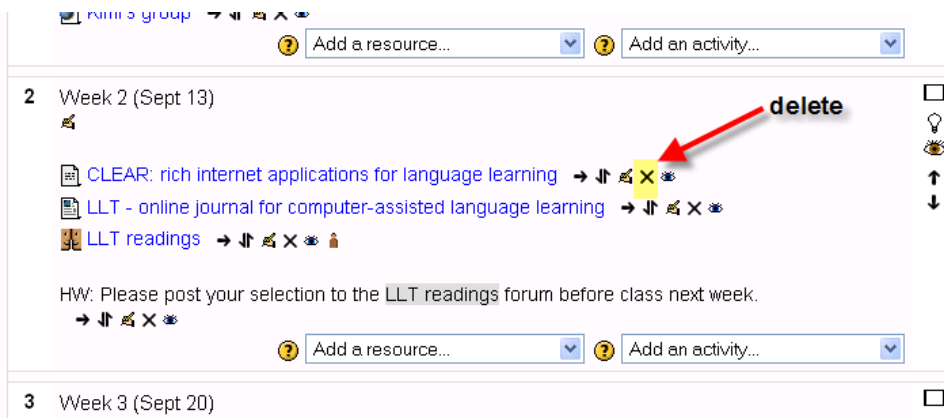 Kimi's group
Add a resource... Add an activity...
2 Week 2 (Sept 13)
delete
CLEAR: rich internet applications for language learning
LLT - online journal for computer-assisted language learning
LLT readings
HW: Please post your selection to the LLT readings forum before class next week.
Add a resource... Add an activity...
3 Week 3 (Sept 20)